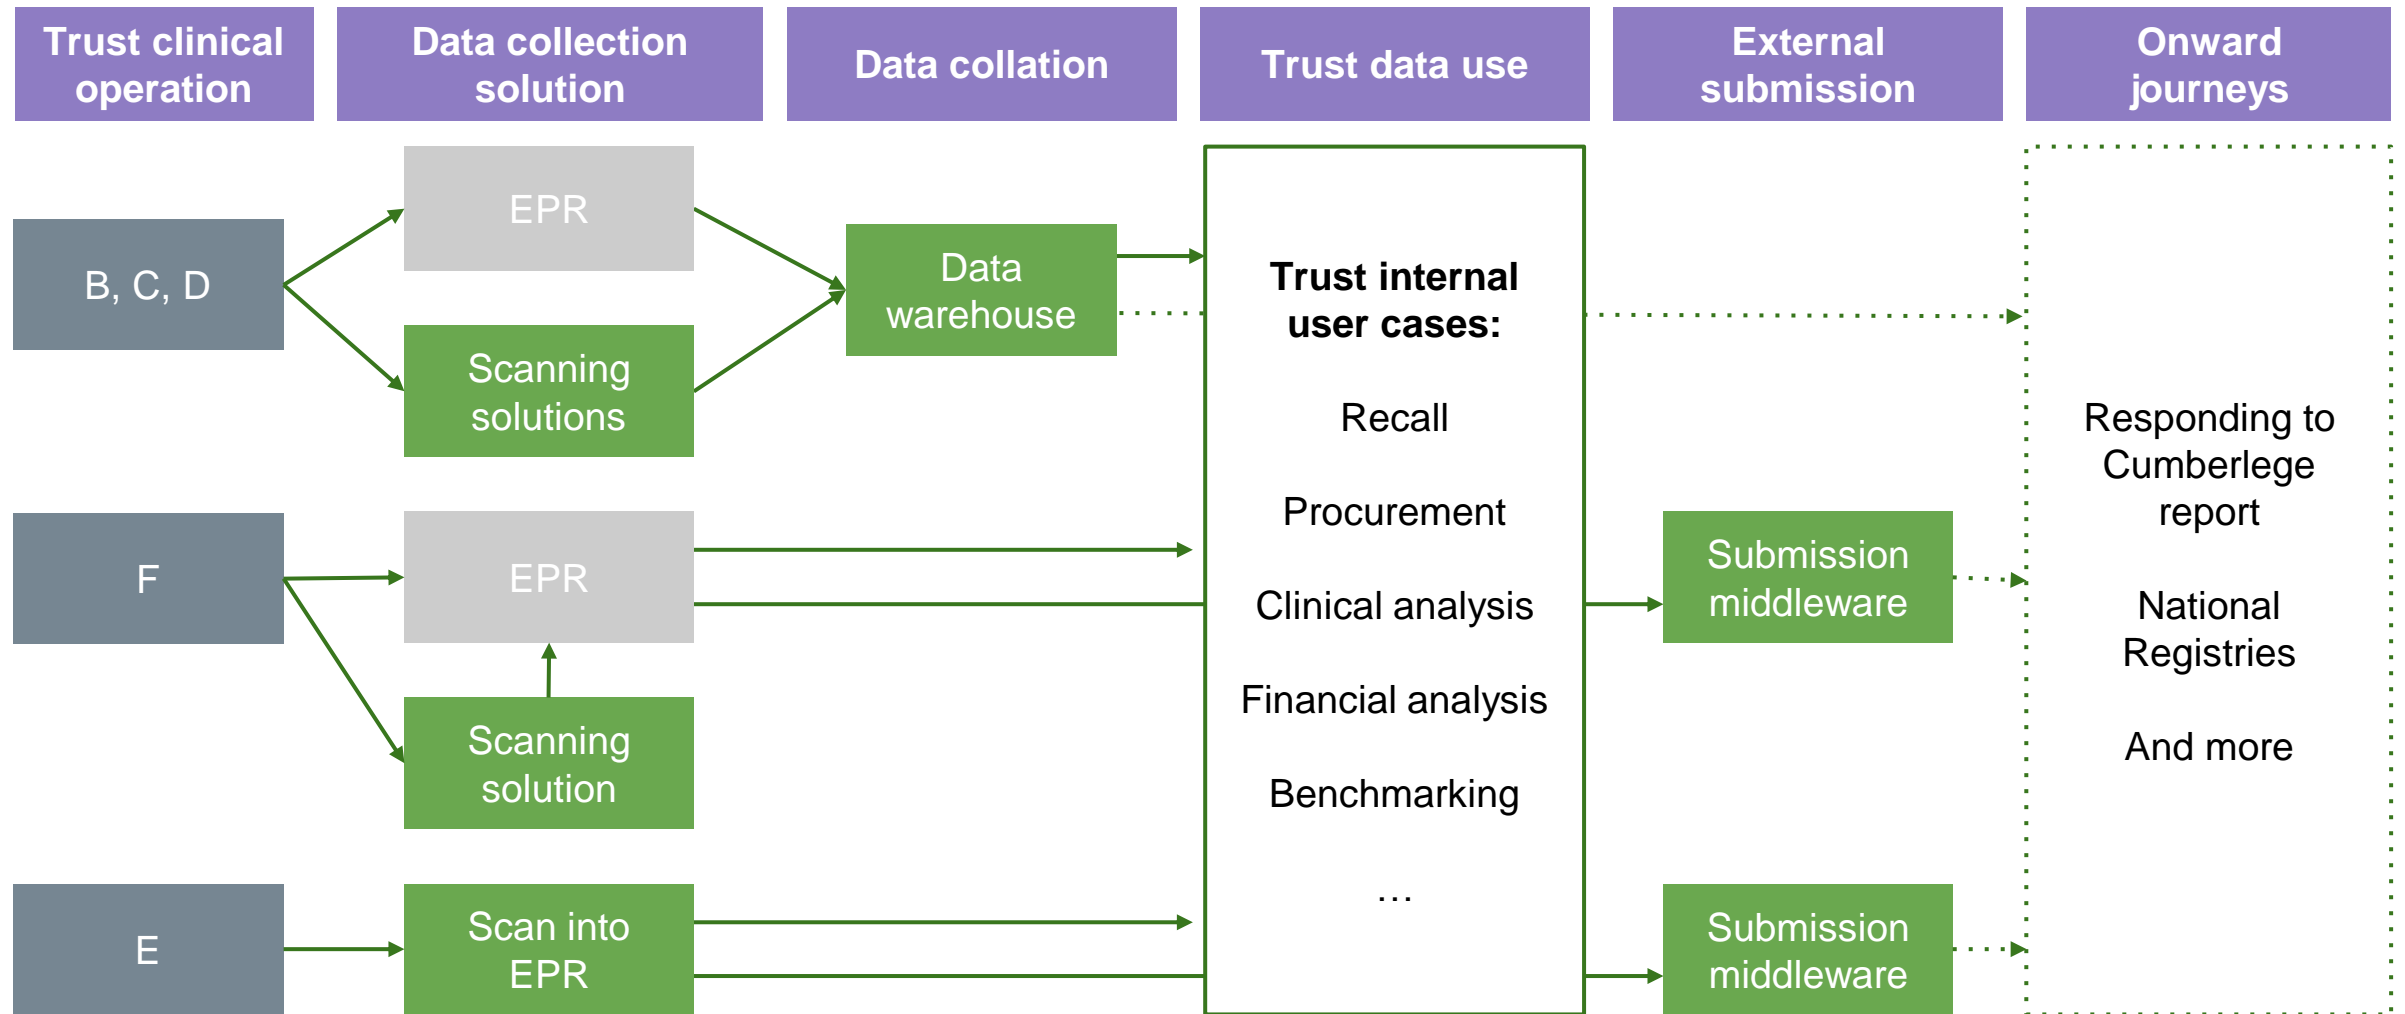 Trust clinical
operation
Data collection
solution
Data collation
Trust data use
External
submission
Onward
journeys
B, C, D
EPR
Scanning
solutions
Data
warehouse
F
EPR
Scanning
solution
E
Scan into
EPR
Trust internal
user cases:
Recall
Procurement
Clinical analysis
Financial analysis
Benchmarking
…
Submission
middleware
Submission
middleware
Responding to
Cumberlege
report
National
Registries
And more